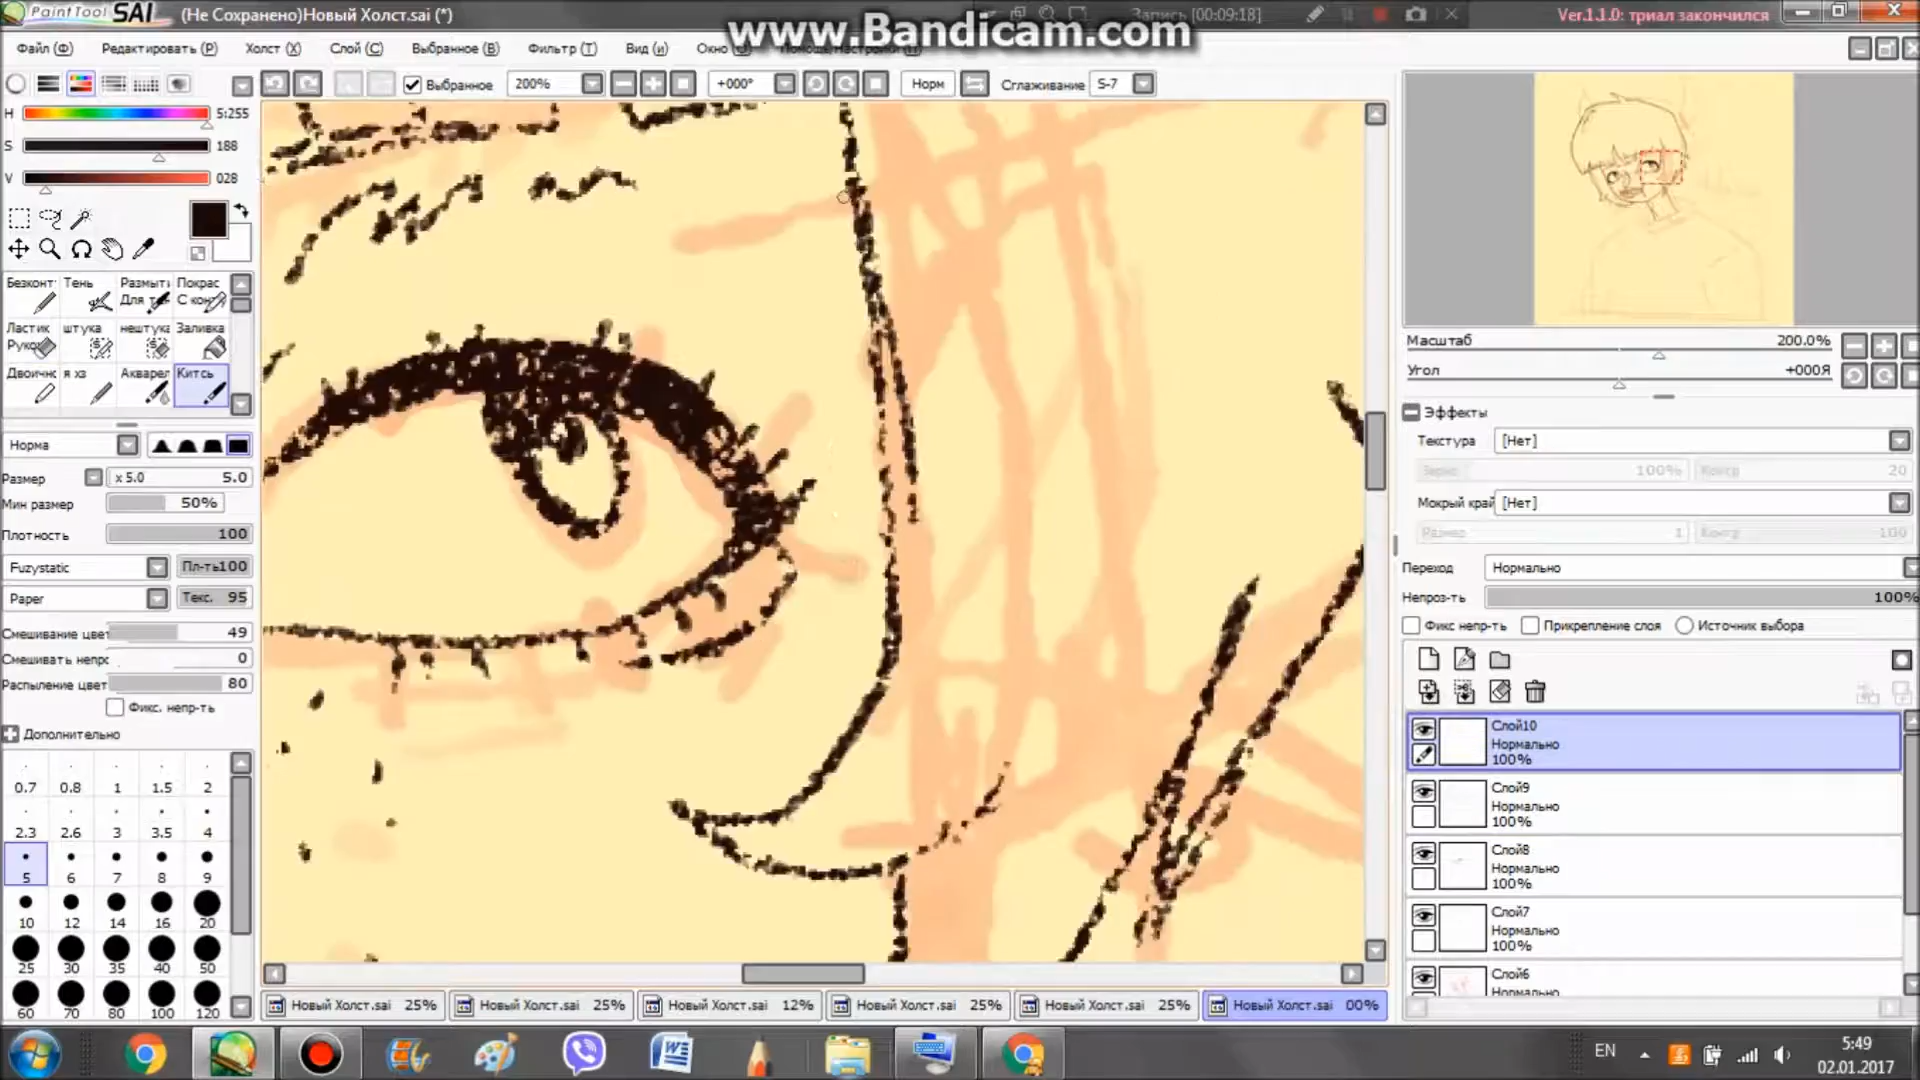 PaintTool SAI (Не Сохранено)Новый Холст.sai (*)
Запись [00:09:18]
www.Bandicam.com
Ver.1.1.0: триал закончился
Файл (Ф) Редактировать (Р) Холст (Х) Слой (С) Выбранное (В) Фильтр (Т) Вид (и) Окно
Выбранное 200% +000° Норм Сглаживание S-7
H 5:255
S 188
V 028
Безконт Тень Размыти Покрас
Для т С кон
Ластик штука нештука Заливка
Руко
Двоичн я хз Акварел Китсь
Норма
Размер x 5.0 5.0
Мин размер 50%
Плотность 100
Fuzystatic Пл-ть100
Paper Текс. 95
Смешивание цвет 49
Смешивать непро 0
Распыление цвет 80
Фикс. непр-ть
Дополнительно
0.7 0.8 1 1.5 2
2.3 2.6 3 3.5 4
5 6 7 8 9
10 12 14 16 20
25 30 35 40 50
60 70 80 100 120
Масштаб 200.0%
Угол +000Я
Эффекты
Текстура [Нет]
100% 20
Мокрый край [Нет]
Размер 1 100
Переход Нормально
Непроз-ть 100%
Фикс непр-ть Прикрепление слоя Источник выбора
Слой10
Нормально
100%
Слой9
Нормально
100%
Слой8
Нормально
100%
Слой7
Нормально
100%
Слой6
Нормально
Новый Холст.sai 25% Новый Холст.sai 25% Новый Холст.sai 12% Новый Холст.sai 25% Новый Холст.sai 25% Новый Холст.sai 00%
EN
5:49
02.01.2017